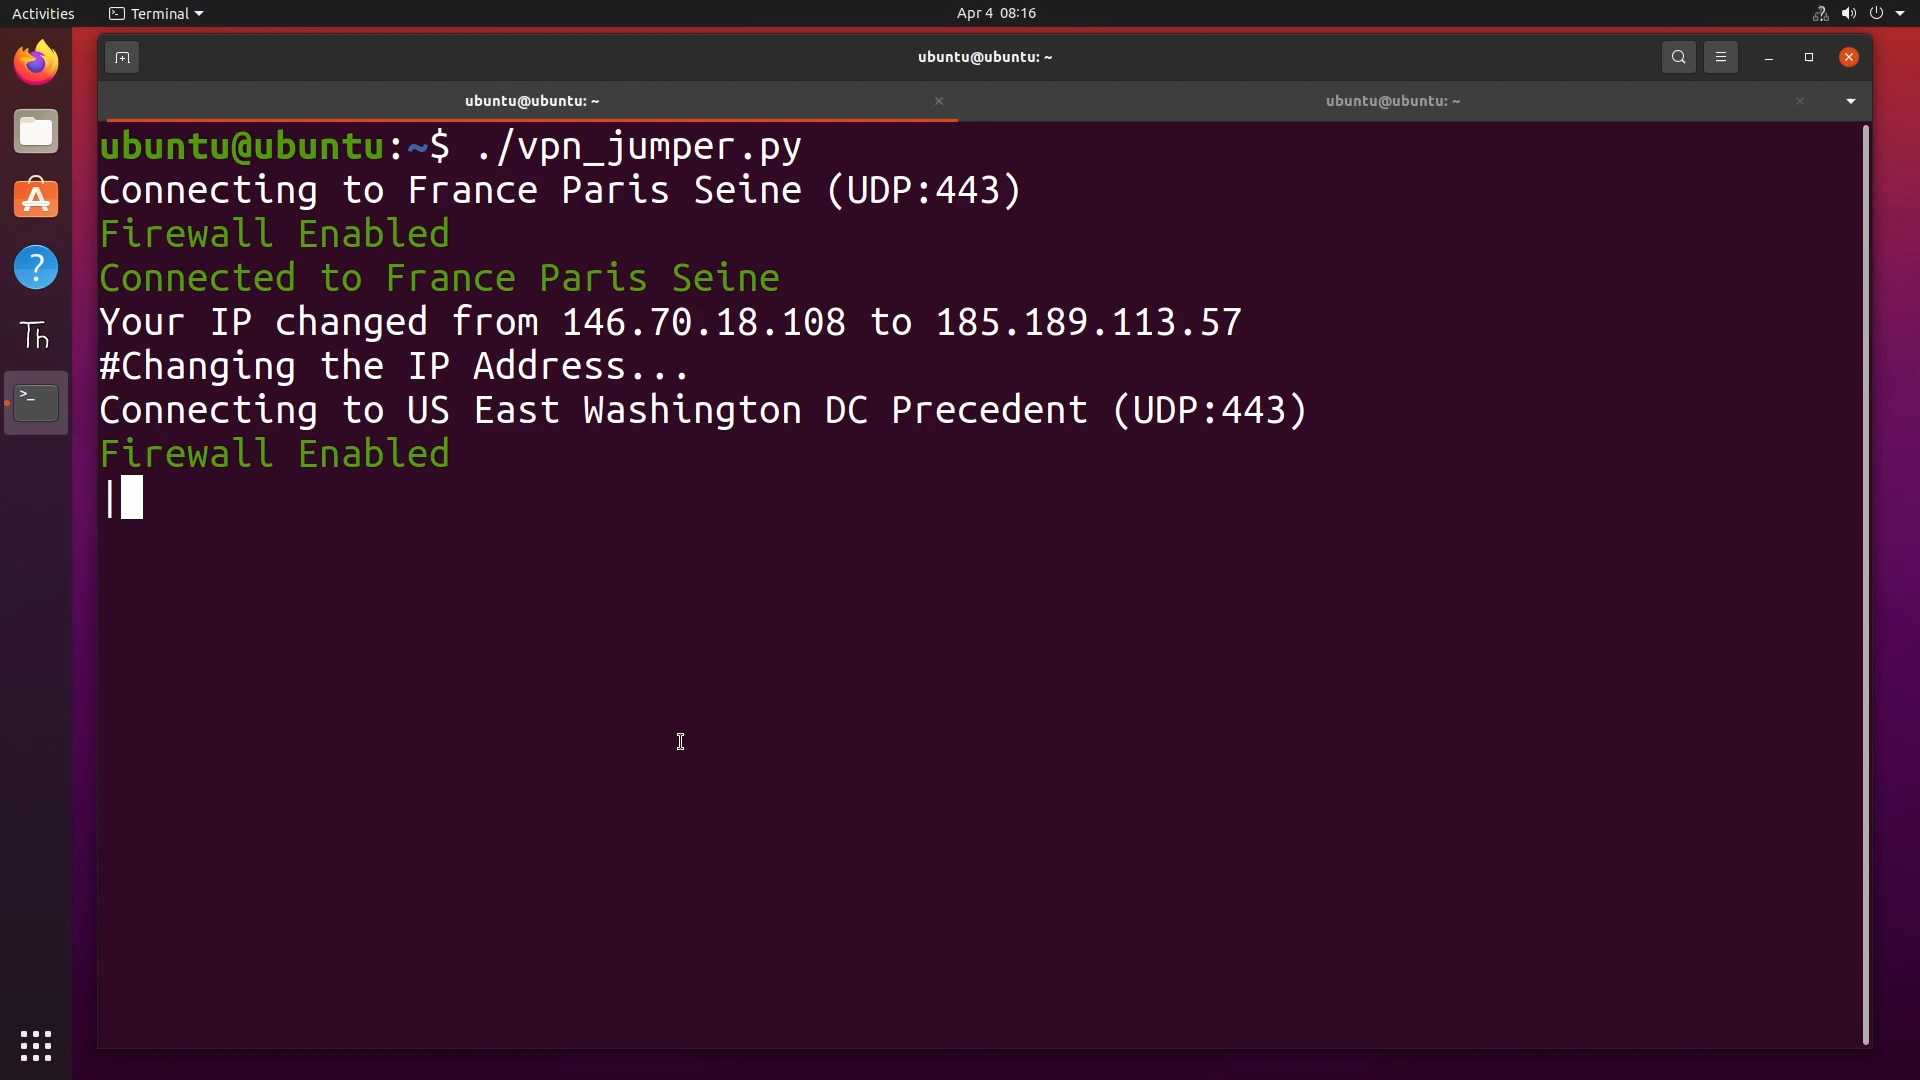 Activities
Terminal
Apr 4 08:16
ubuntu@ubuntu: ~
ubuntu@ubuntu: ~
ubuntu@ubuntu: ~
ubuntu@ubuntu:~$ ./vpn_jumper.py
Connecting to France Paris Seine (UDP:443)
Firewall Enabled
Connected to France Paris Seine
Your IP changed from 146.70.18.108 to 185.189.113.57
#Changing the IP Address...
Connecting to US East Washington DC Precedent (UDP:443)
Firewall Enabled
|
Th